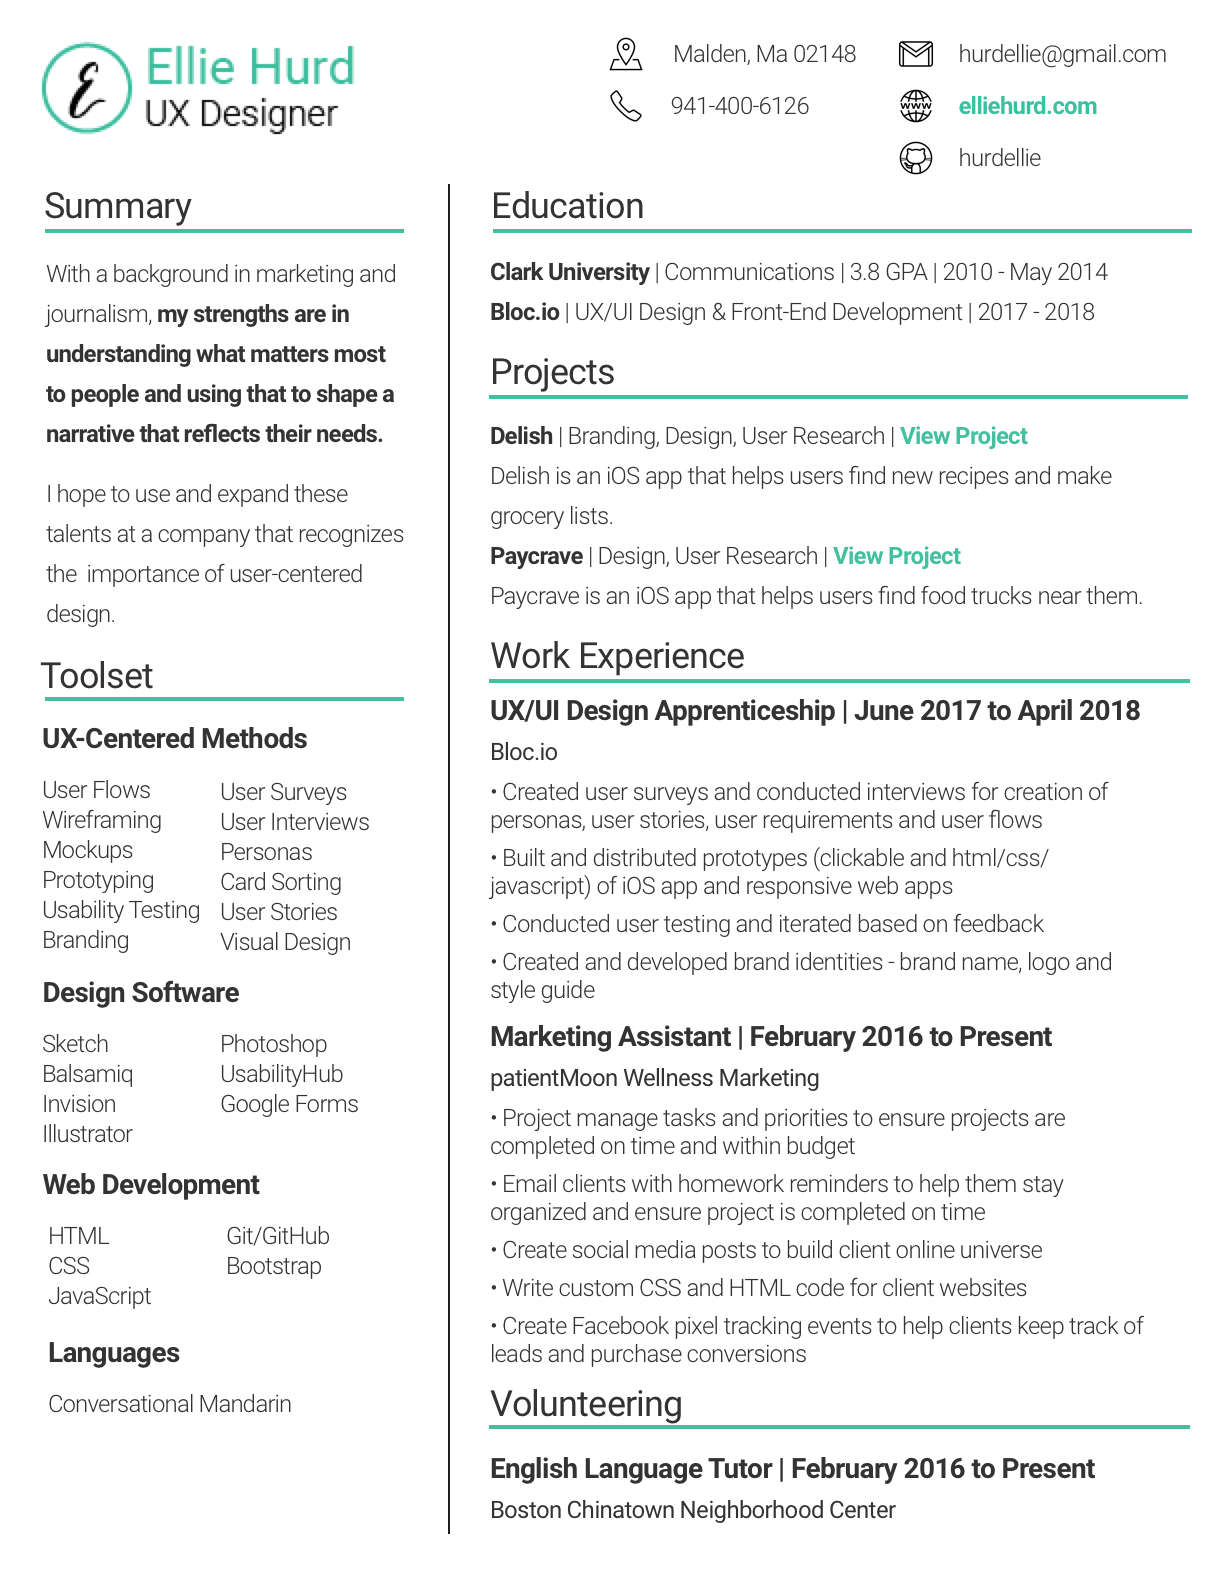 E
Ellie Hurd
UX Designer
Malden, Ma 02148
941-400-6126
hurdellie@gmail.com
WWW
elliehurd.com
hurdellie
Summary
With a background in marketing and
journalism, my strengths are in
understanding what matters most
to people and using that to shape a
narrative that reflects their needs.
I hope to use and expand these
talents at a company that recognizes
the  importance of user-centered
design.
Toolset
UX-Centered Methods
User Flows
Wireframing
Mockups
Prototyping
Usability Testing
Branding
User Surveys
User Interviews
Personas
Card Sorting
User Stories
Visual Design
Design Software
Sketch
Balsamiq
Invision
Illustrator
Photoshop
UsabilityHub
Google Forms
Web Development
HTML
CSS
JavaScript
Git/GitHub
Bootstrap
Languages
Conversational Mandarin
Education
Clark University | Communications | 3.8 GPA | 2010 - May 2014
Bloc.io | UX/UI Design & Front-End Development | 2017 - 2018
Projects
Delish | Branding, Design, User Research | View Project
Delish is an iOS app that helps users find new recipes and make
grocery lists.
Paycrave | Design, User Research | View Project
Paycrave is an iOS app that helps users find food trucks near them.
Work Experience
UX/UI Design Apprenticeship | June 2017 to April 2018
Bloc.io
• Created user surveys and conducted interviews for creation of
personas, user stories, user requirements and user flows
• Built and distributed prototypes (clickable and html/css/
javascript) of iOS app and responsive web apps
• Conducted user testing and iterated based on feedback
• Created and developed brand identities - brand name, logo and
style guide
Marketing Assistant | February 2016 to Present
patientMoon Wellness Marketing
• Project manage tasks and priorities to ensure projects are
completed on time and within budget
• Email clients with homework reminders to help them stay
organized and ensure project is completed on time
• Create social media posts to build client online universe
• Write custom CSS and HTML code for client websites
• Create Facebook pixel tracking events to help clients keep track of
leads and purchase conversions
Volunteering
English Language Tutor | February 2016 to Present
Boston Chinatown Neighborhood Center